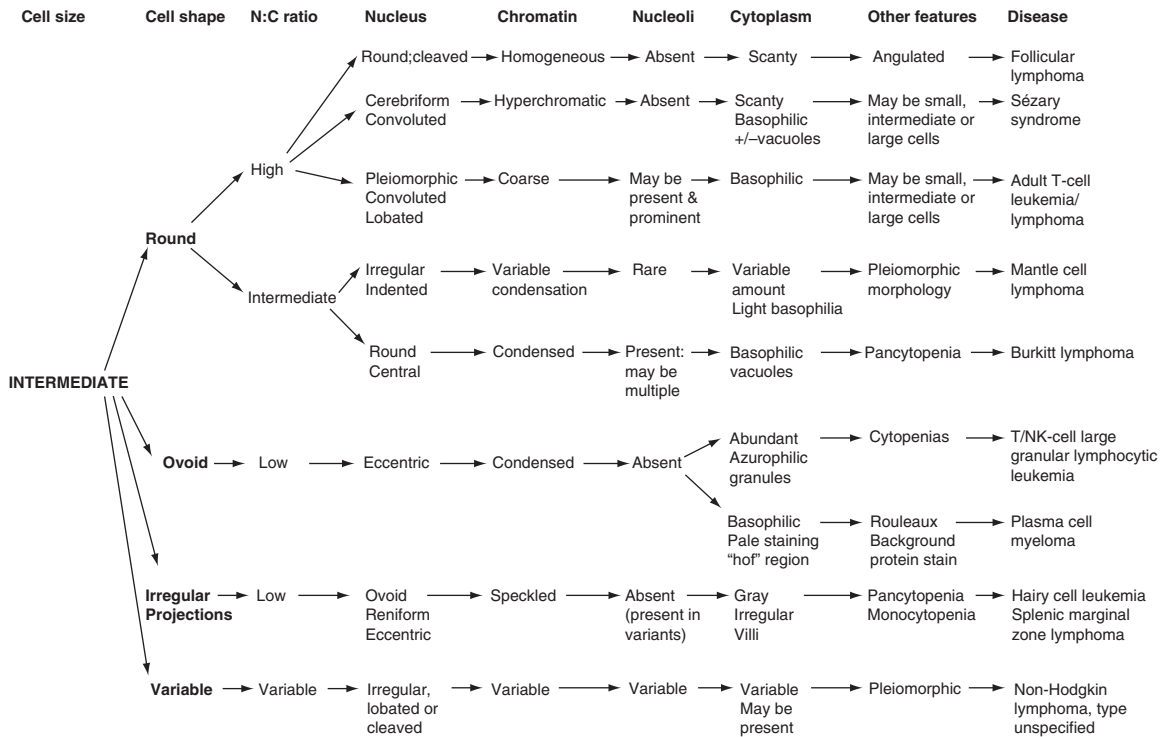 Cell size Cell shape N:C ratio Nucleus Chromatin Nucleoli Cytoplasm Other features Disease
Round;cleaved Homogeneous Absent Scanty Angulated Follicular
lymphoma
Cerebriform Hyperchromatic Absent Scanty May be small, Sézary
Convoluted Basophilic intermediate or syndrome
+/–vacuoles large cells
High
Pleiomorphic Coarse May be Basophilic May be small, Adult T-cell
Convoluted present & intermediate or leukemia/
Lobated prominent large cells lymphoma
Round
Irregular Variable Rare Variable Pleiomorphic Mantle cell
Indented condensation amount morphology lymphoma
Light basophilia
Intermediate
Round Condensed Present: Basophilic Pancytopenia Burkitt lymphoma
Central may be vacuoles
multiple
INTERMEDIATE
Abundant Cytopenias T/NK-cell large
Azurophilic granular lymphocytic
granules leukemia
Ovoid Low Eccentric Condensed Absent
Basophilic Rouleaux Plasma cell
Pale staining Background myeloma
“hof” region protein stain
Irregular Low Ovoid Speckled Absent Gray Pancytopenia Hairy cell leukemia
Projections Reniform (present in Irregular Monocytopenia Splenic marginal
Eccentric variants) Villi zone lymphoma
Variable Variable Irregular, Variable Variable Variable Pleiomorphic Non-Hodgkin
lobated or May be lymphoma, type
cleaved present unspecified